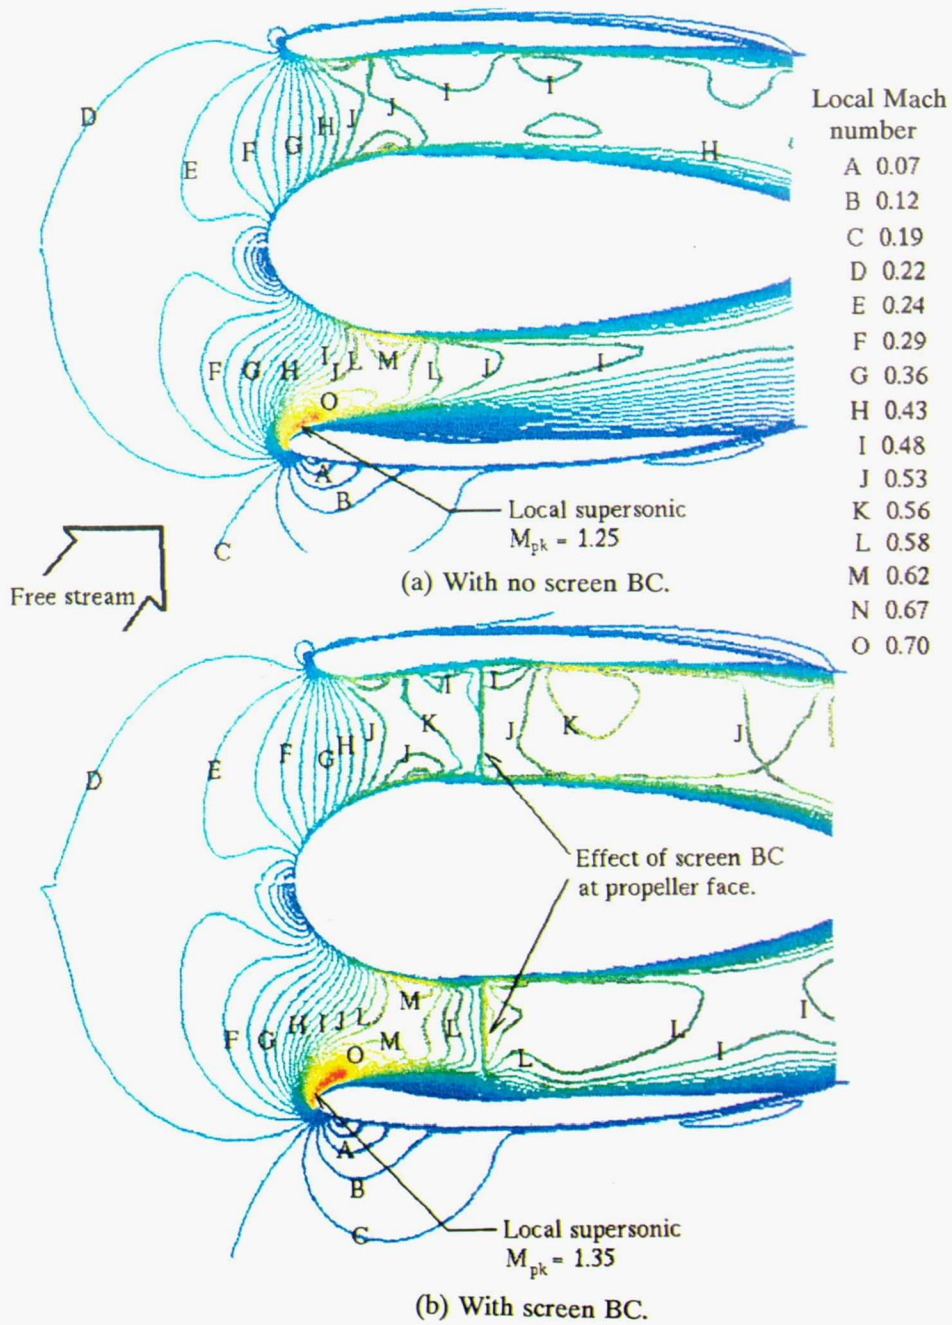 D
E
F
G
H
J
J
I
I
H
Local Mach
number
A 0.07
B 0.12
C 0.19
D 0.22
E 0.24
F 0.29
G 0.36
H 0.43
I 0.48
J 0.53
K 0.56
L 0.58
M 0.62
N 0.67
O 0.70
F
G
H
I
J
L
M
L
I
I
O
A
B
C
Local supersonic
Mpk = 1.25
(a) With no screen BC.
Free stream
D
E
F
G
H
J
K
J
I
I
J
K
J
Effect of screen BC
at propeller face.
F
G
H
I
J
L
M
M
L
O
L
L
I
I
A
B
C
Local supersonic
Mpk = 1.35
(b) With screen BC.